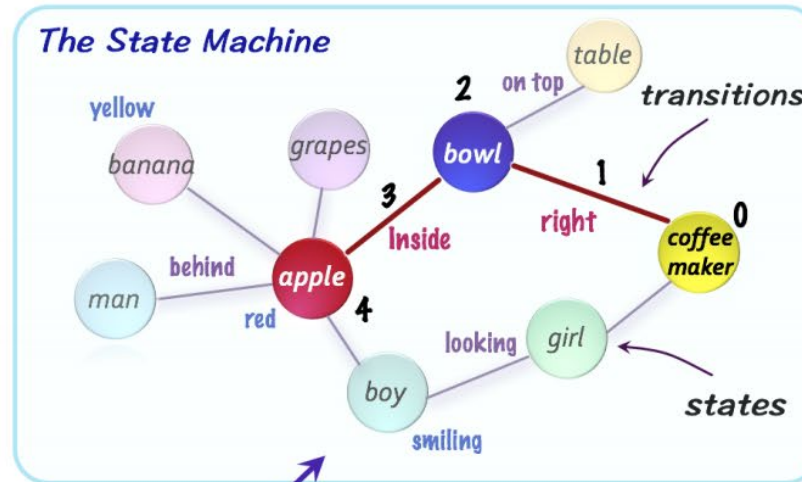 The State Machine
table
on top
2
transitions
yellow
grapes
bowl
banana
1
3
0
right
Inside
coffee
maker
behind
apple
man
4
red
looking
girl
boy
states
smiling